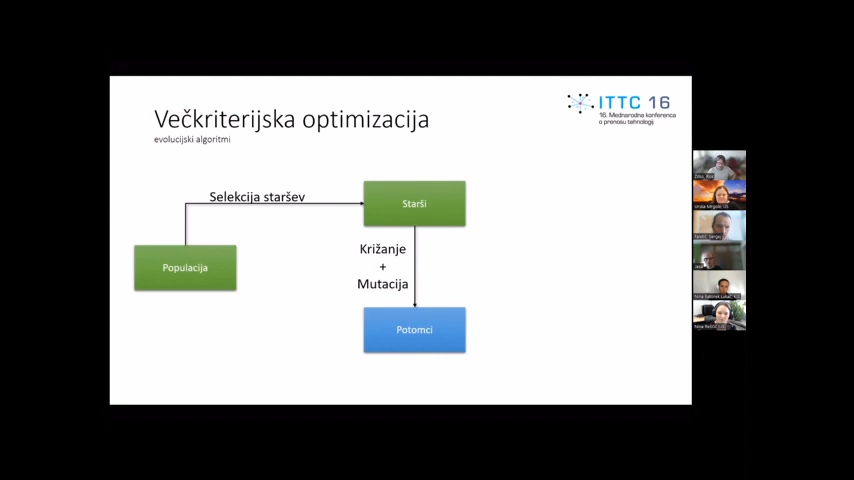 Večkriterijska optimizacija
evolucijski algoritmi
ITTC 16
16. Mednarodna konferenca
o prenosu tehnologij
Selekcija staršev
Starši
Križanje
+
Mutacija
Populacija
Potomci